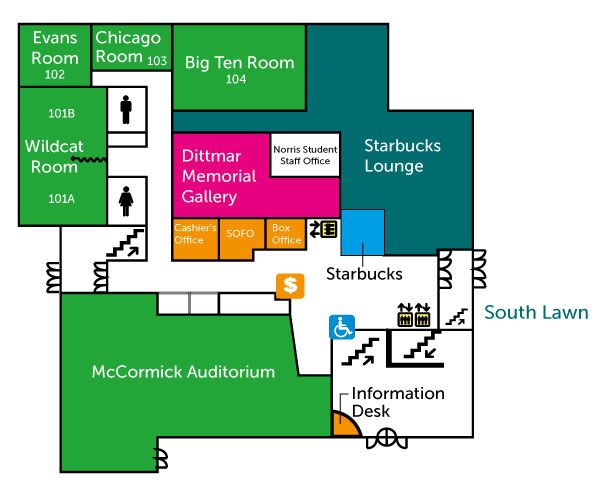 Evans
Room
102
Chicago
Room 103
Big Ten Room
104
101B
Wildcat
Room
101A
Dittmar
Memorial
Gallery
Norris Student
Staff Office
Starbucks
Lounge
Cashier's
Office
SOFO
Box
Office
Starbucks
$
South Lawn
McCormick Auditorium
Information
Desk